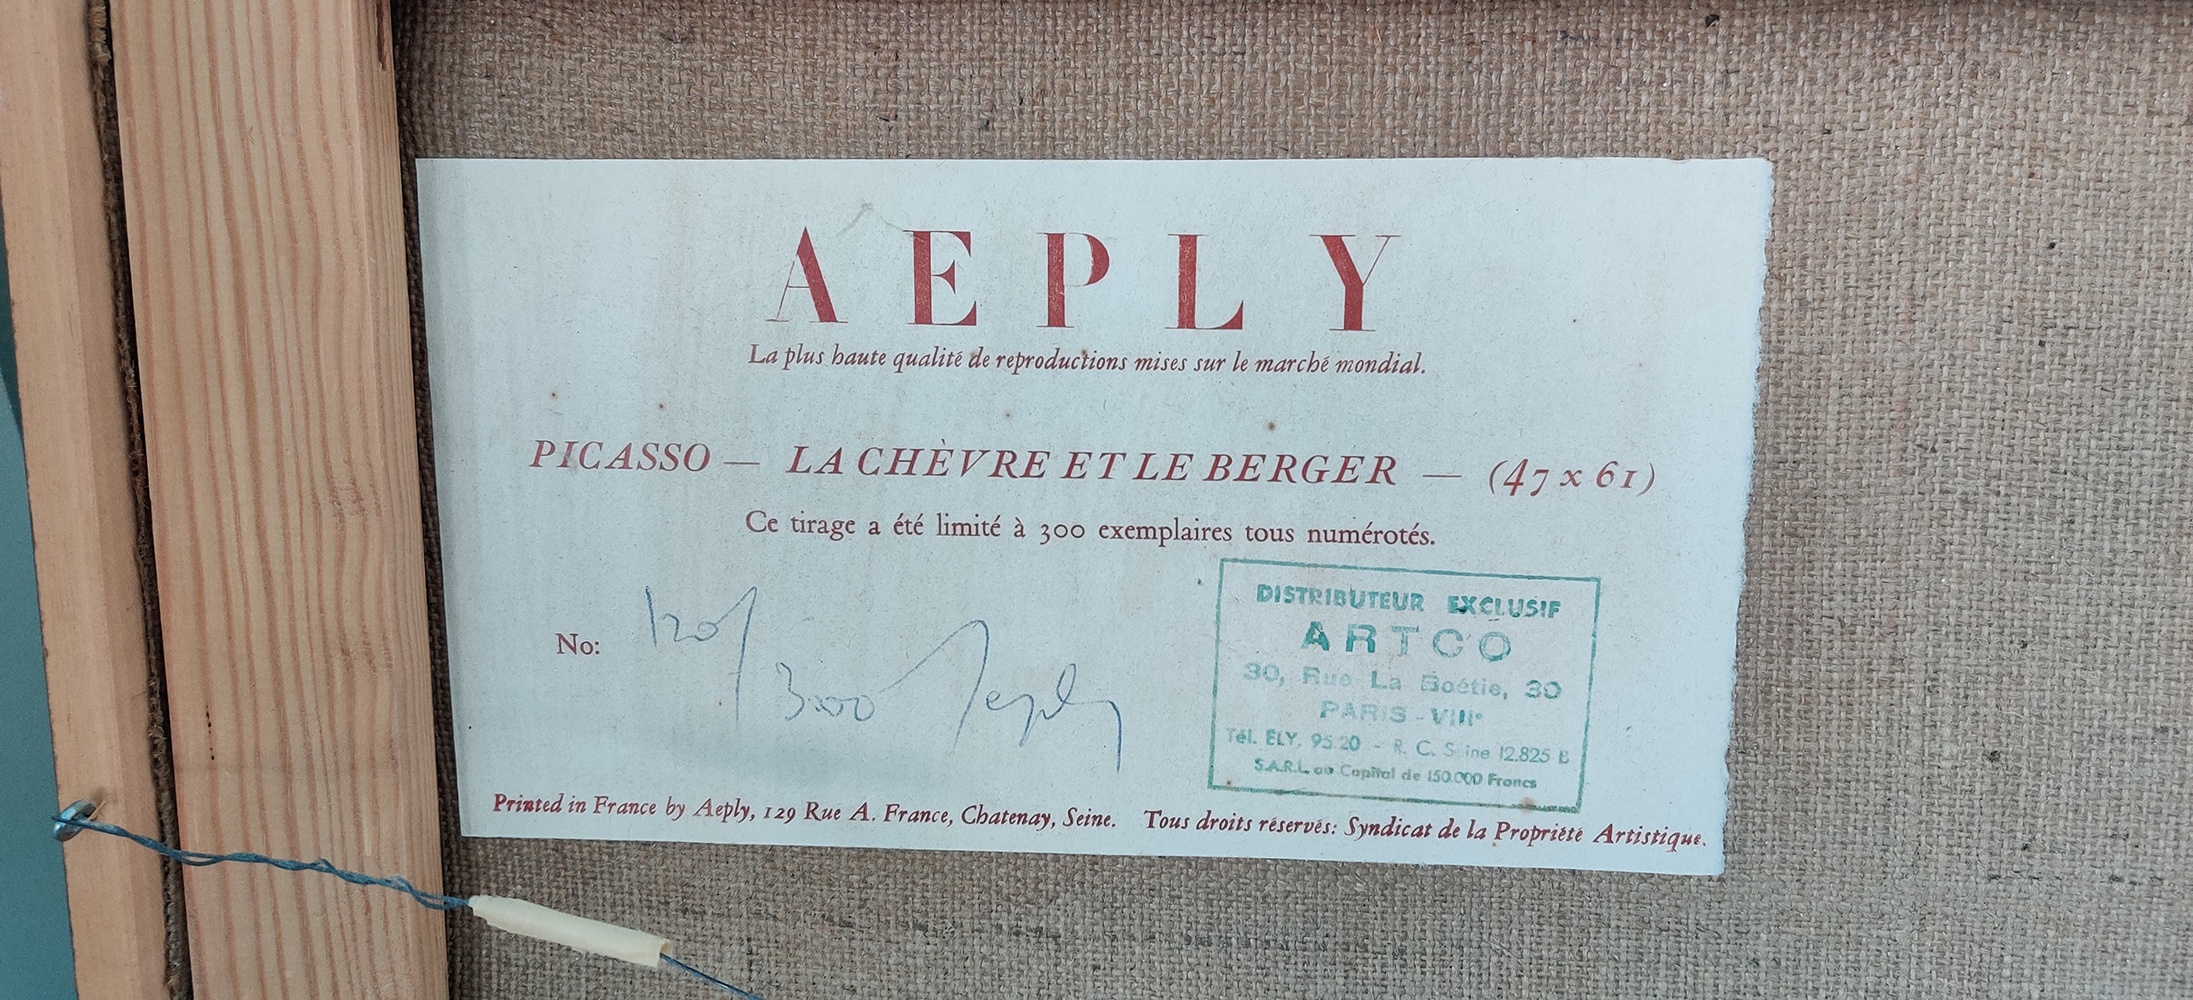 AEPLY
La plus haute qualité de reproductions mises sur le marché mondial.
PICASSO — LA CHÈVRE ET LE BERGER — (47 x 61)
Ce tirage a été limité à 300 exemplaires tous numérotés.
No: 120/300 Aeply
DISTRIBUTEUR EXCLUSIF
ARTCO
30, Rue La Boétie, 30
PARIS - VIIIe
Tél. ELY. 95.20 - R. C. Seine 12.825 B
S.A.R.L. au Capital de 150.000 Francs
Printed in France by Aeply, 129 Rue A. France, Chatenay, Seine. Tous droits réservés: Syndicat de la Propriété Artistique.